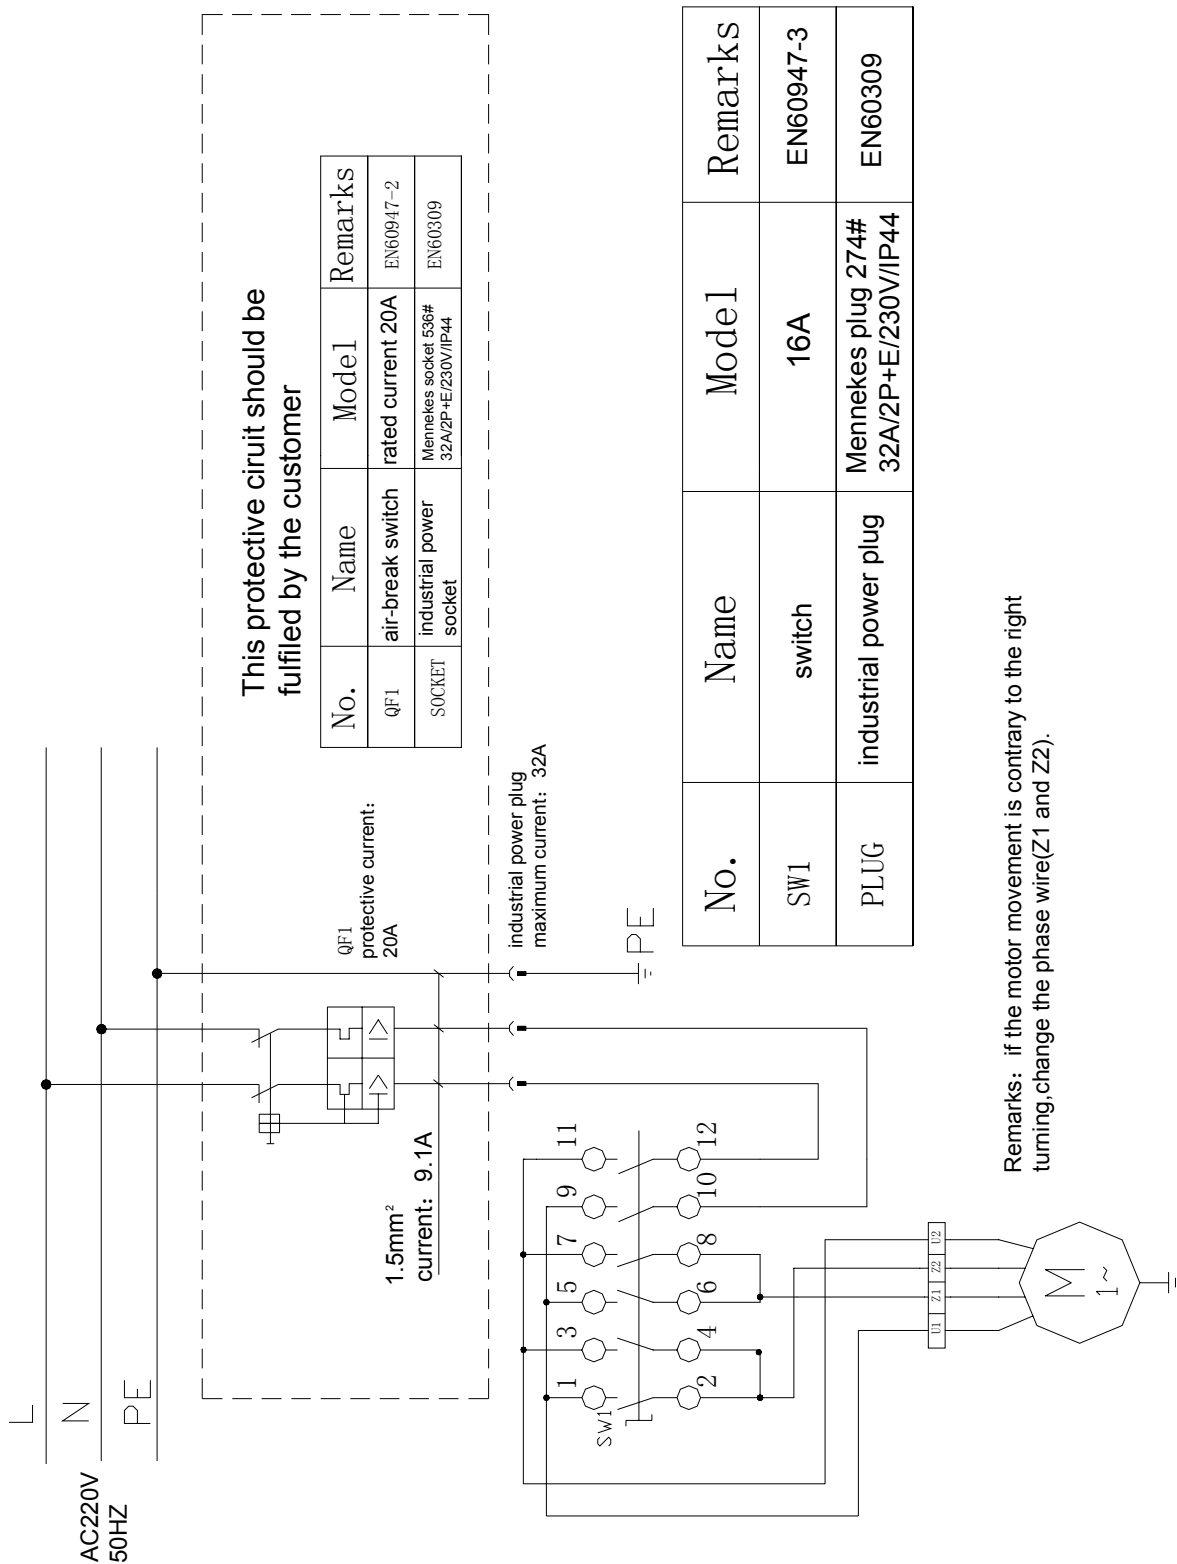 L
N
PE
AC220V
50HZ
This protective ciruit should be
fulfiled by the customer
No. Name Model Remarks
QF1 air-break switch rated current 20A EN60947-2
SOCKET industrial power socket Mennekes socket 536# 32A/2P+E/230V/IP44 EN60309
QF1
protective current:
20A
1.5mm²
current: 9.1A
industrial power plug
maximum current: 32A
PE
SW1
1 3 5 7 9 11
2 4 6 8 10 12
U1 Z1 Z2 U2
M
1~
No. Name Model Remarks
SW1 switch 16A EN60947-3
PLUG industrial power plug Mennekes plug 274# 32A/2P+E/230V/IP44 EN60309
Remarks: if the motor movement is contrary to the right
turning,change the phase wire(Z1 and Z2).